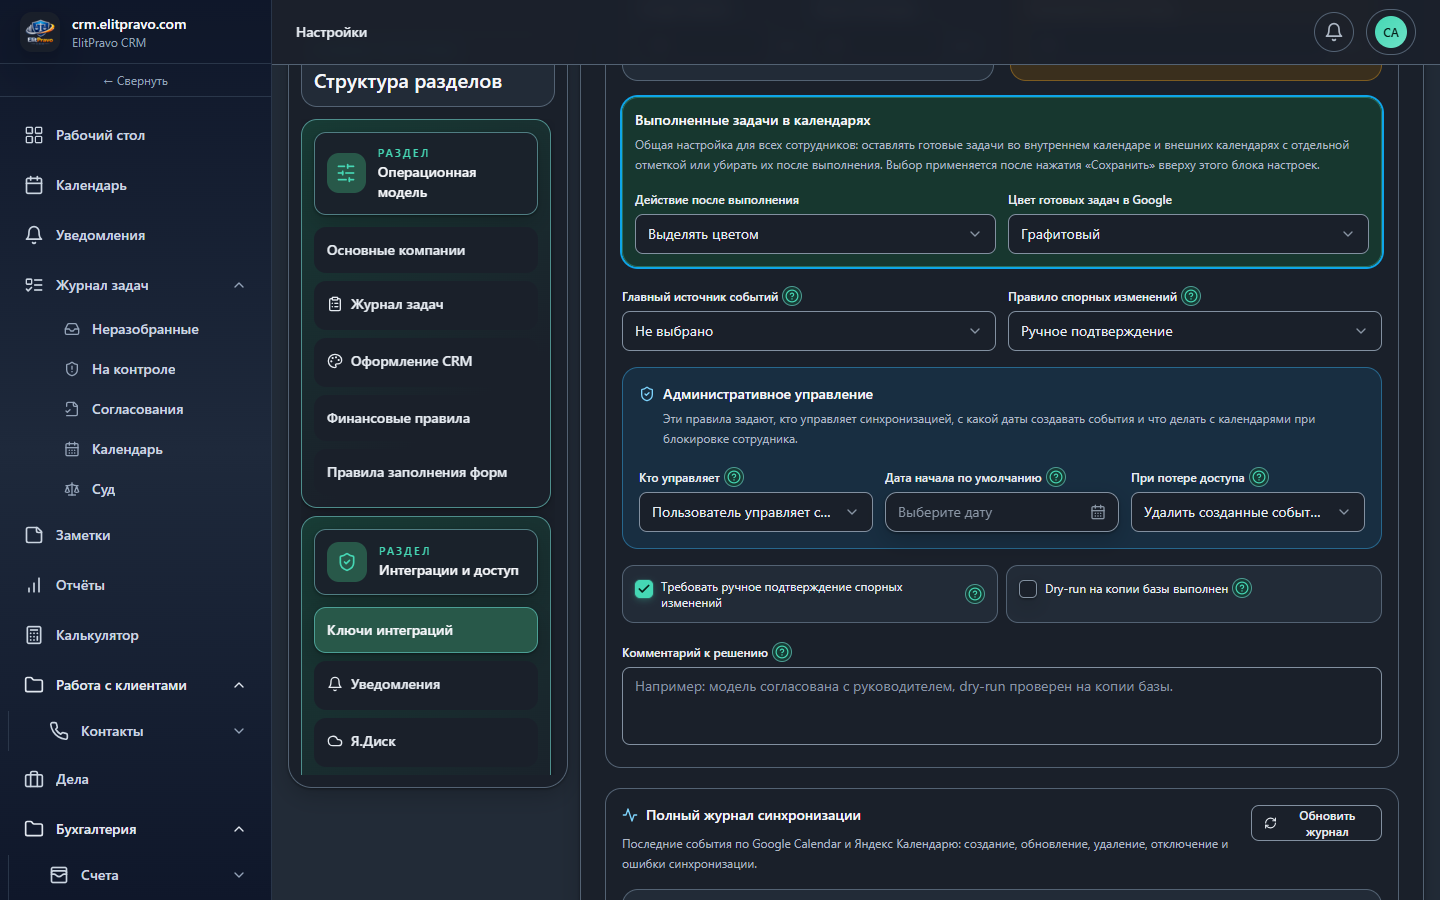 crm.elitpravo.com
ElitPravo CRM
← Свернуть
Рабочий стол
Календарь
Уведомления
Журнал задач
Неразобранные
На контроле
Согласования
Календарь
Суд
Заметки
Отчёты
Калькулятор
Работа с клиентами
Контакты
Дела
Бухгалтерия
Счета
Настройки
CA
Структура разделов
РАЗДЕЛ
Операционная
модель
Основные компании
Журнал задач
Оформление CRM
Финансовые правила
Правила заполнения форм
РАЗДЕЛ
Интеграции и доступ
Ключи интеграций
Уведомления
Я.Диск
Выполненные задачи в календарях
Общая настройка для всех сотрудников: оставлять готовые задачи во внутреннем календаре и внешних календарях с отдельной
отметкой или убирать их после выполнения. Выбор применяется после нажатия «Сохранить» вверху этого блока настроек.
Действие после выполнения
Выделять цветом
Цвет готовых задач в Google
Графитовый
Главный источник событий
Не выбрано
Правило спорных изменений
Ручное подтверждение
Административное управление
Эти правила задают, кто управляет синхронизацией, с какой даты создавать события и что делать с календарями при
блокировке сотрудника.
Кто управляет
Пользователь управляет с...
Дата начала по умолчанию
Выберите дату
При потере доступа
Удалить созданные событ...
Требовать ручное подтверждение спорных
изменений
Dry-run на копии базы выполнен
Комментарий к решению
Например: модель согласована с руководителем, dry-run проверен на копии базы.
Полный журнал синхронизации
Последние события по Google Calendar и Яндекс Календарю: создание, обновление, удаление, отключение и
ошибки синхронизации.
Обновить
журнал